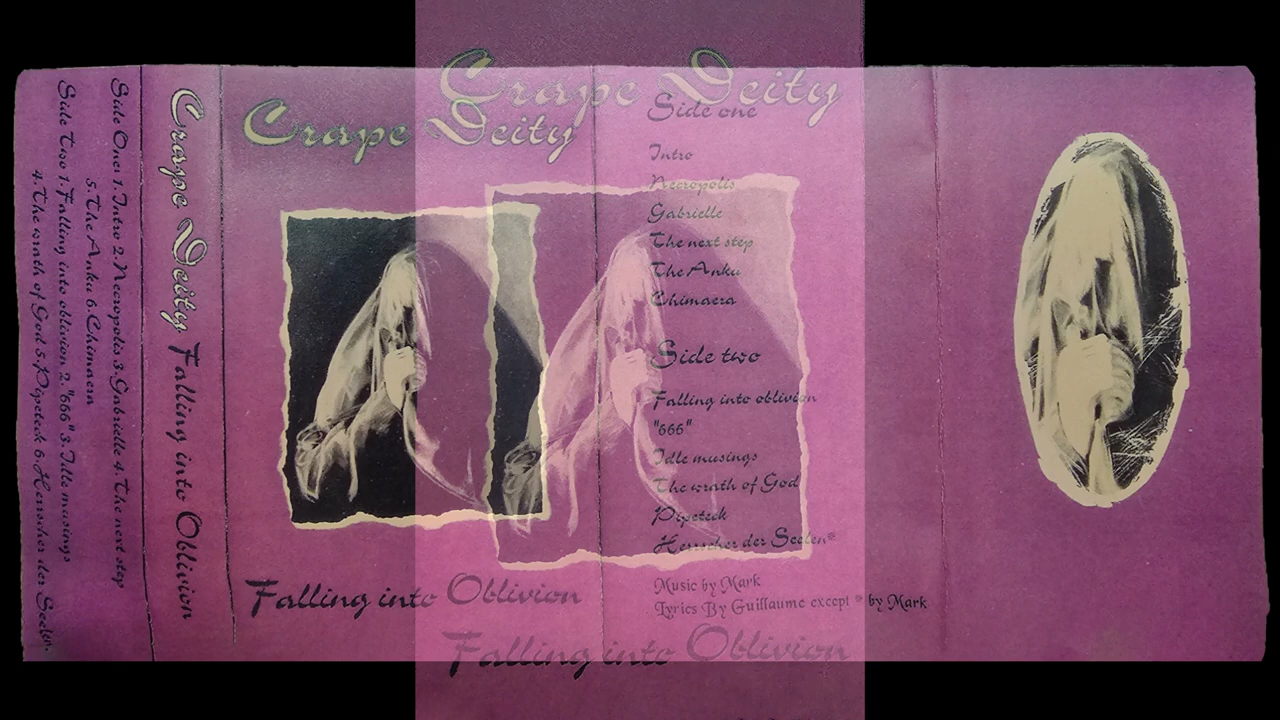 Side One: 1.Intro 2.Necropolis 3.Gabrielle 4.The next step
5.The Anku 6.Chimaera
Side Two 1.Falling into oblivion 2."666" 3.Idle musings
4.The wrath of God 5.Pipeteck 6.Herrscher der Seelen.
Crape Deity Falling into Oblivion
Crape Deity
Falling into Oblivion
Crape Deity
Falling into Oblivion
Side one
Intro
Necropolis
Gabrielle
The next step
The Anku
Chimaera
Side two
Falling into oblivion
"666"
Idle musings
The wrath of God
Pipeteck
Herrscher der Seelen*
Music by Mark
Lyrics By Guillaume except * by Mark